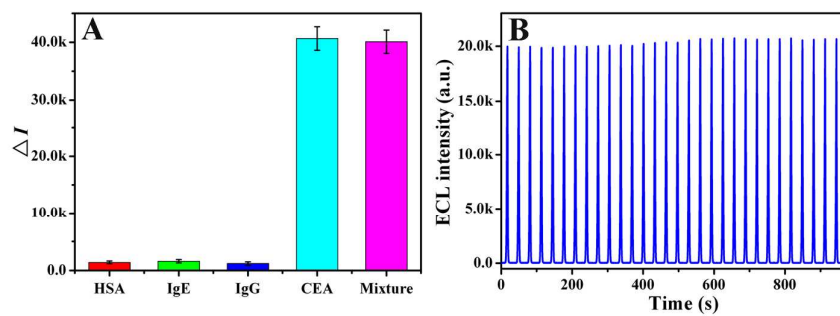 A
△I
40.0k
30.0k
20.0k
10.0k
0.0
HSA IgE IgG CEA Mixture
B
ECL intensity (a.u.)
20.0k
15.0k
10.0k
5.0k
0.0
0 200 400 600 800
Time (s)